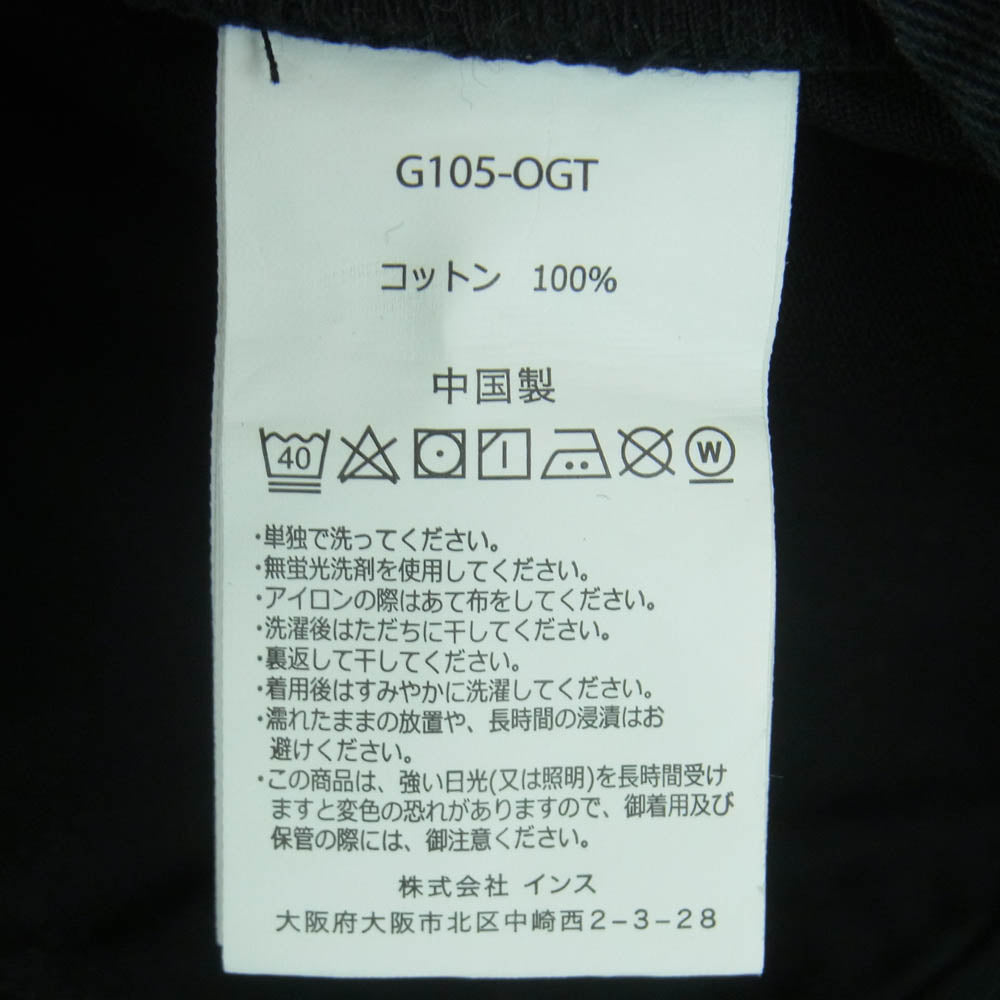 G105-OGT
コットン 100%
中国製
40 W
･単独で洗ってください。
･無蛍光洗剤を使用してください。
･アイロンの際はあて布をしてください。
･洗濯後はただちに干してください。
･裏返して干してください。
･着用後はすみやかに洗濯してください。
･濡れたままの放置や、長時間の浸漬はお
避けください。
･この商品は、強い日光(又は照明)を長時間受け
ますと変色の恐れがありますので、御着用及び
保管の際には、御注意ください。
株式会社 インス
大阪府大阪市北区中崎西2-3-28